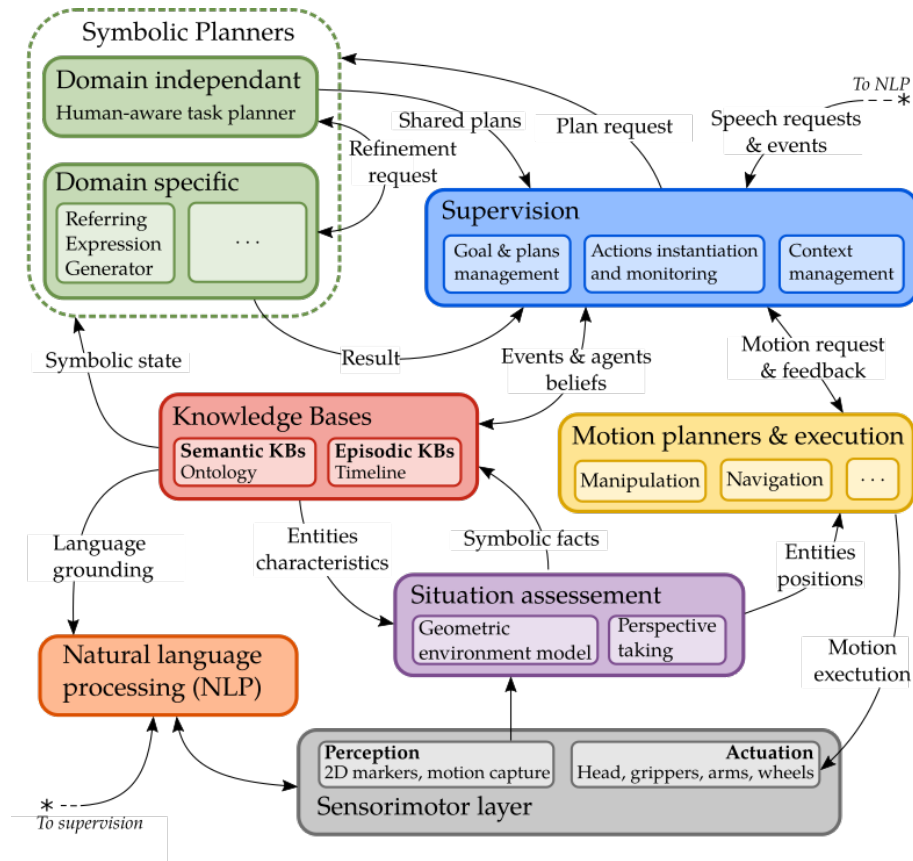 Symbolic Planners
Domain independant
Human-aware task planner
Domain specific
Referring
Expression
Generator
. . .
Shared plans
Refinement
request
Plan request
To NLP
*
Speech requests
& events
Supervision
Goal & plans
management
Actions instantiation
and monitoring
Context
management
Symbolic state
Result
Events & agents
beliefs
Motion request
& feedback
Knowledge Bases
Semantic KBs
Ontology
Episodic KBs
Timeline
Motion planners & execution
Manipulation
Navigation
. . .
Language
grounding
Entities
characteristics
Symbolic facts
Entities
positions
Situation assessement
Geometric
environment model
Perspective
taking
Motion
exectution
Natural language
processing (NLP)
Perception
2D markers, motion capture
Actuation
Head, grippers, arms, wheels
Sensorimotor layer
*
To supervision